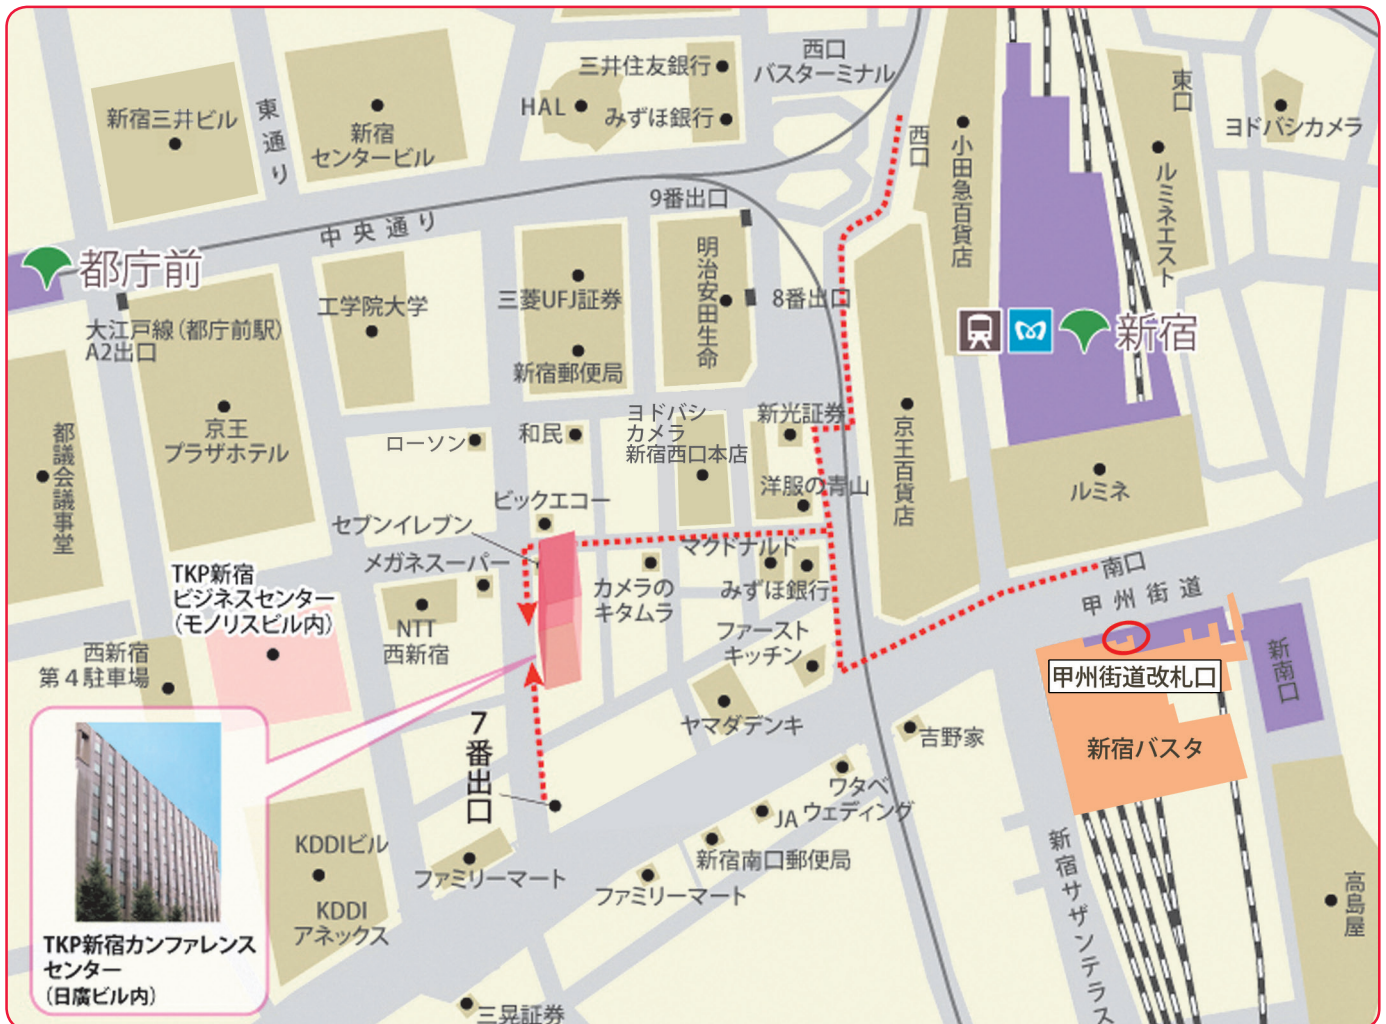 三井住友銀行
HAL
みずほ銀行
西口
バスターミナル
新宿三井ビル
東通り
新宿
センタービル
西口
小田急百貨店
東口
ルミネエスト
ヨドバシカメラ
中央通り
9番出口
明治安田生命
8番出口
都庁前
大江戸線（都庁前駅）
A2出口
工学院大学
三菱UFJ証券
新宿郵便局
新宿
都議会議事堂
京王
プラザホテル
ローソン
和民
ヨドバシ
カメラ
新宿西口本店
新光証券
洋服の青山
京王百貨店
ルミネ
ビックエコー
セブンイレブン
メガネスーパー
マクドナルド
みずほ銀行
カメラの
キタムラ
ファースト
キッチン
南口
甲州街道
TKP新宿
ビジネスセンター
（モノリスビル内）
NTT
西新宿
西新宿
第４駐車場
甲州街道改札口
新南口
新宿バスタ
ヤマダデンキ
吉野家
7番出口
ワタベ
ウェディング
JA
新宿南口郵便局
ファミリーマート
ファミリーマート
KDDIビル
KDDI
アネックス
新宿サザンテラス
高島屋
TKP新宿カンファレンス
センター
（日廣ビル内）
三晃証券